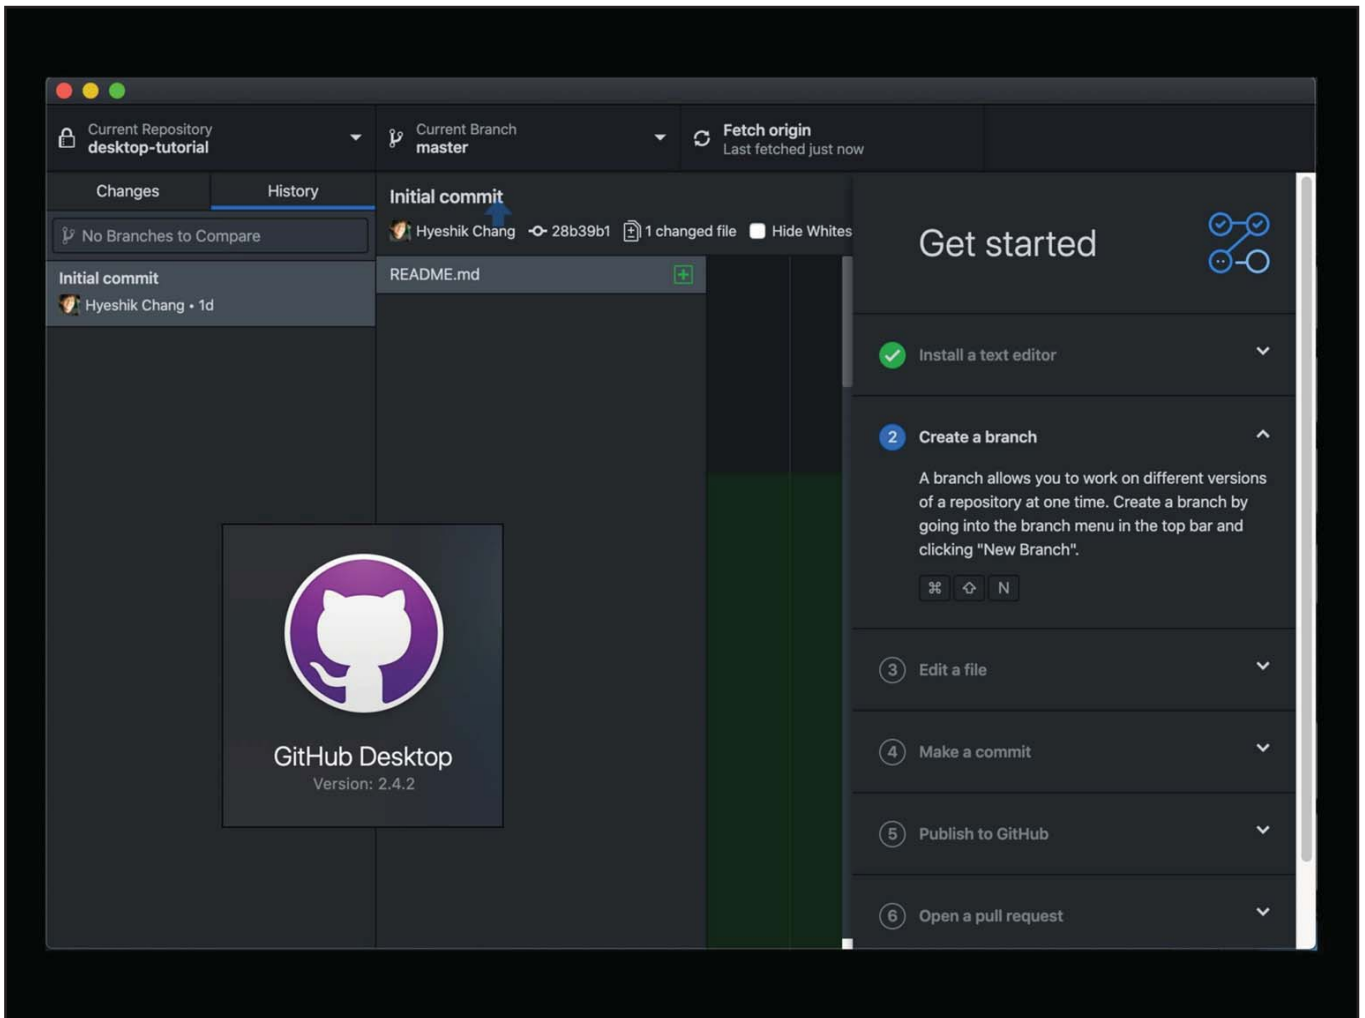 Current Repository
desktop-tutorial
Current Branch
master
Fetch origin
Last fetched just now
Changes
History
No Branches to Compare
Initial commit
Hyeshik Chang • 1d
Initial commit
Hyeshik Chang 28b39b1 1 changed file Hide Whites
README.md
GitHub Desktop
Version: 2.4.2
Get started
Install a text editor
2 Create a branch
A branch allows you to work on different versions
of a repository at one time. Create a branch by
going into the branch menu in the top bar and
clicking "New Branch".
⌘ ⇧ N
3 Edit a file
4 Make a commit
5 Publish to GitHub
6 Open a pull request